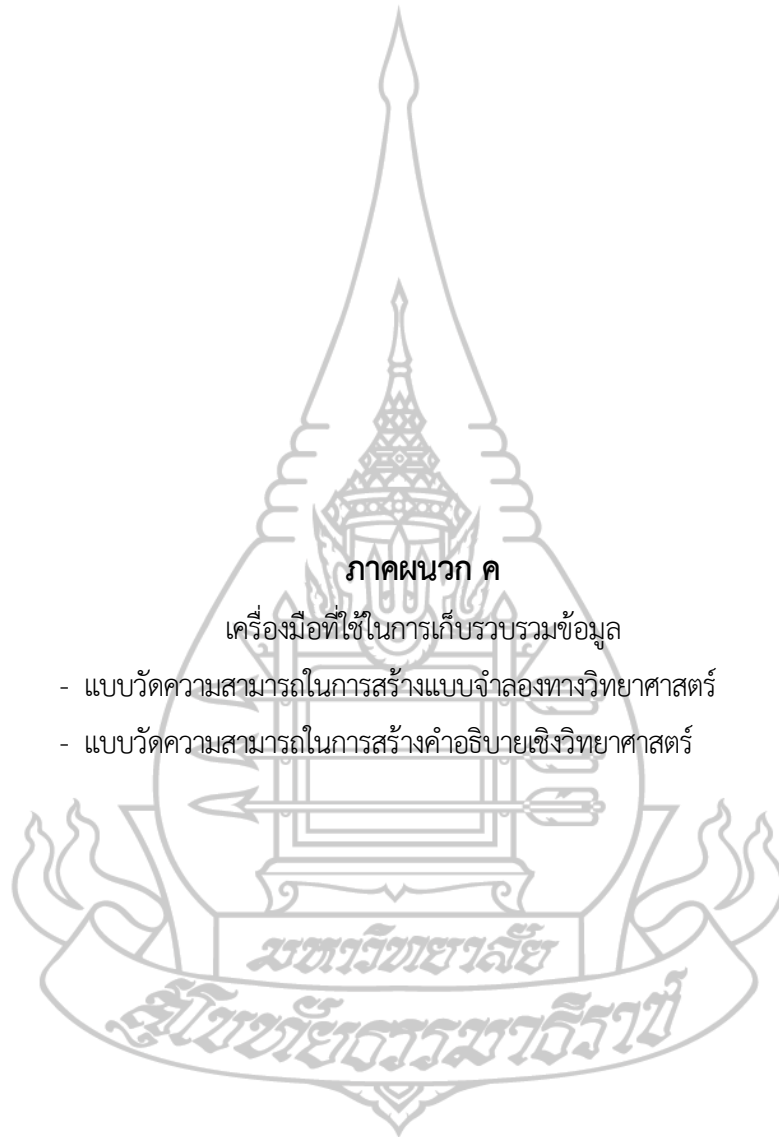 ภาคผนวก ค
เครื่องมือที่ใช้ในการเก็บรวบรวมข้อมูล
- แบบวัดความสามารถในการสร้างแบบจำลองทางวิทยาศาสตร์
- แบบวัดความสามารถในการสร้างคำอธิบายเชิงวิทยาศาสตร์
มหาวิทยาลัย
สุโขทัยธรรมาธิราช